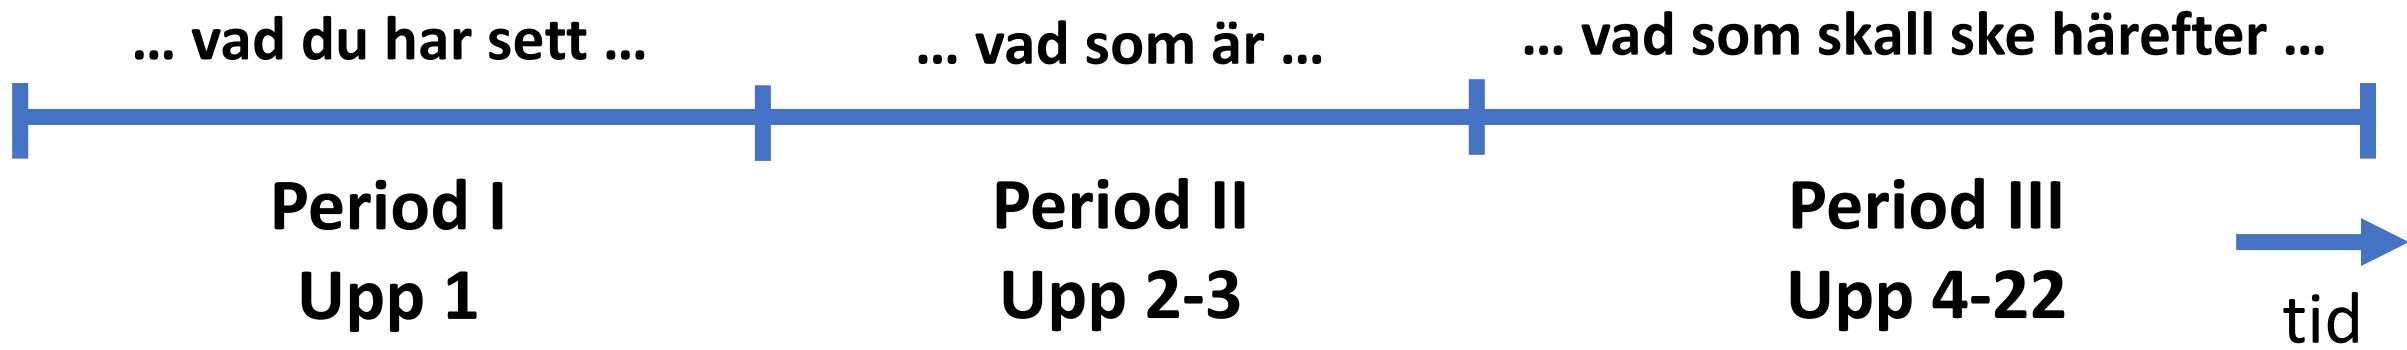 … vad du har sett …
… vad som är …
… vad som skall ske härefter …
Period I
Period II
Period III
Upp 1
Upp 2-3
Upp 4-22
tid